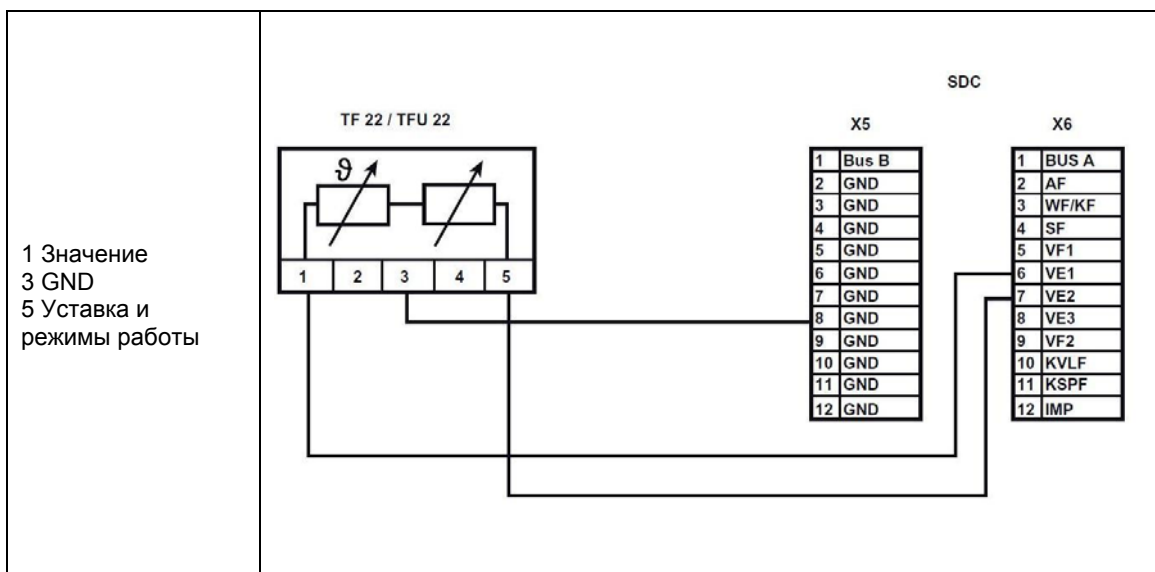 1 Значение
3 GND
5 Уставка и
режимы работы
SDC
TF 22 / TFU 22
ϑ
1 2 3 4 5
X5
1 Bus B
2 GND
3 GND
4 GND
5 GND
6 GND
7 GND
8 GND
9 GND
10 GND
11 GND
12 GND
X6
1 BUS A
2 AF
3 WF/KF
4 SF
5 VF1
6 VE1
7 VE2
8 VE3
9 VF2
10 KVLF
11 KSPF
12 IMP